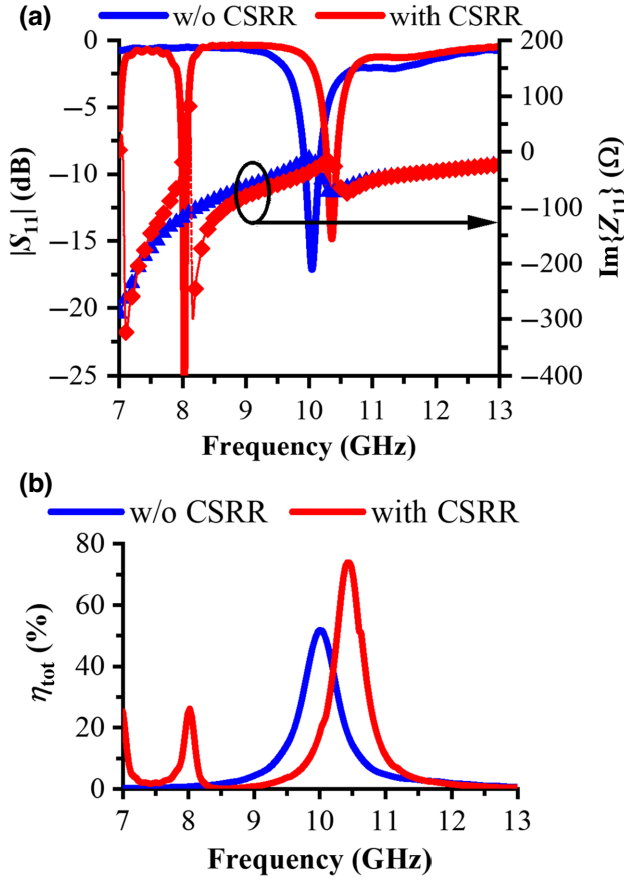 (a)
w/o CSRR with CSRR
0 200
−5 100
−10 0
−15 −100
−20 −200
−300
−25 −400
|S₁₁| (dB)
Im{Z₁₁} (Ω)
7 8 9 10 11 12 13
Frequency (GHz)
(b)
w/o CSRR with CSRR
80
60
40
20
0
η_tot (%)
7 8 9 10 11 12 13
Frequency (GHz)